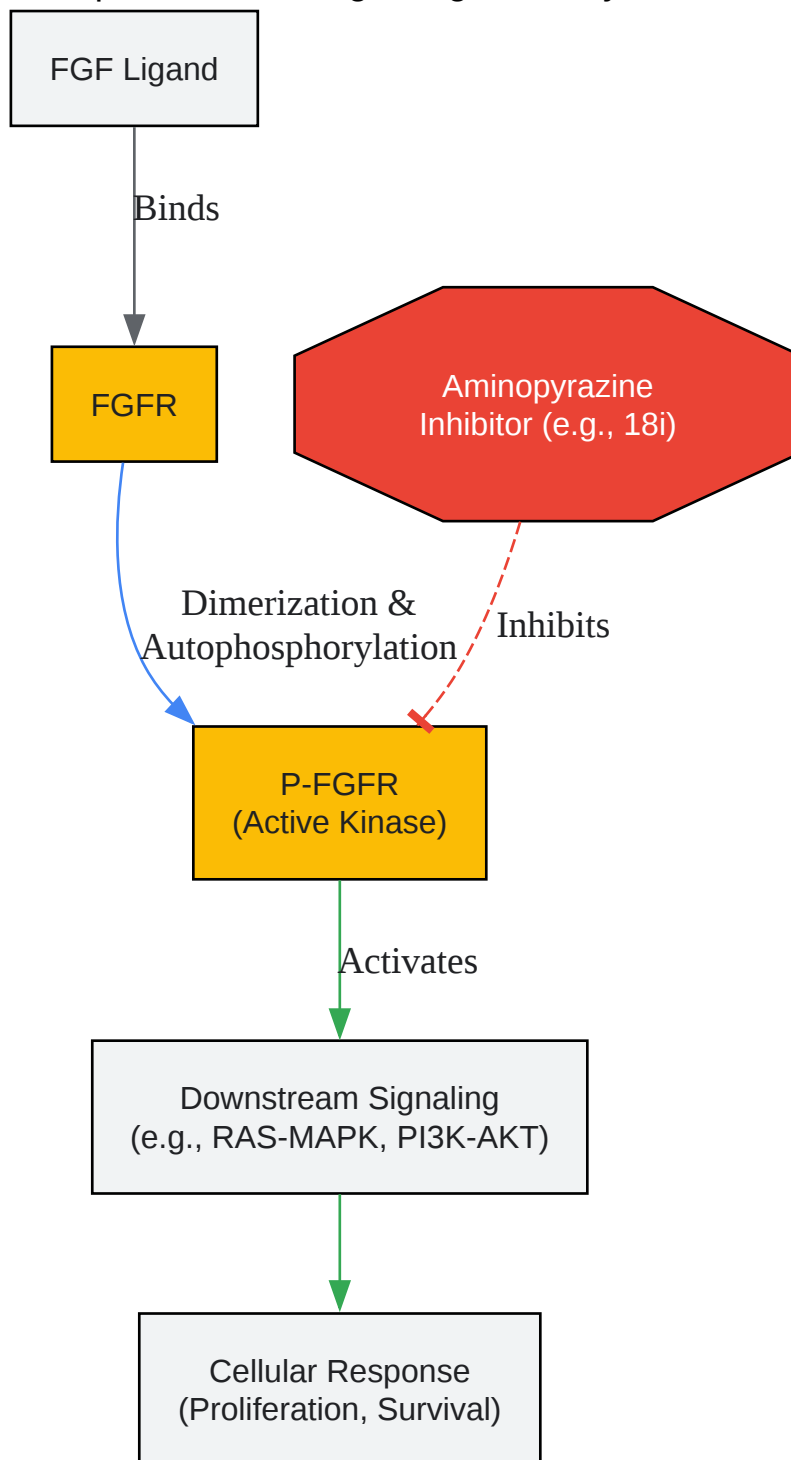 FGF Ligand
Binds
FGFR
Aminopyrazine
Inhibitor (e.g., 18i)
Dimerization &
Autophosphorylation
Inhibits
P-FGFR
(Active Kinase)
Activates
Downstream Signaling
(e.g., RAS-MAPK, PI3K-AKT)
Cellular Response
(Proliferation, Survival)